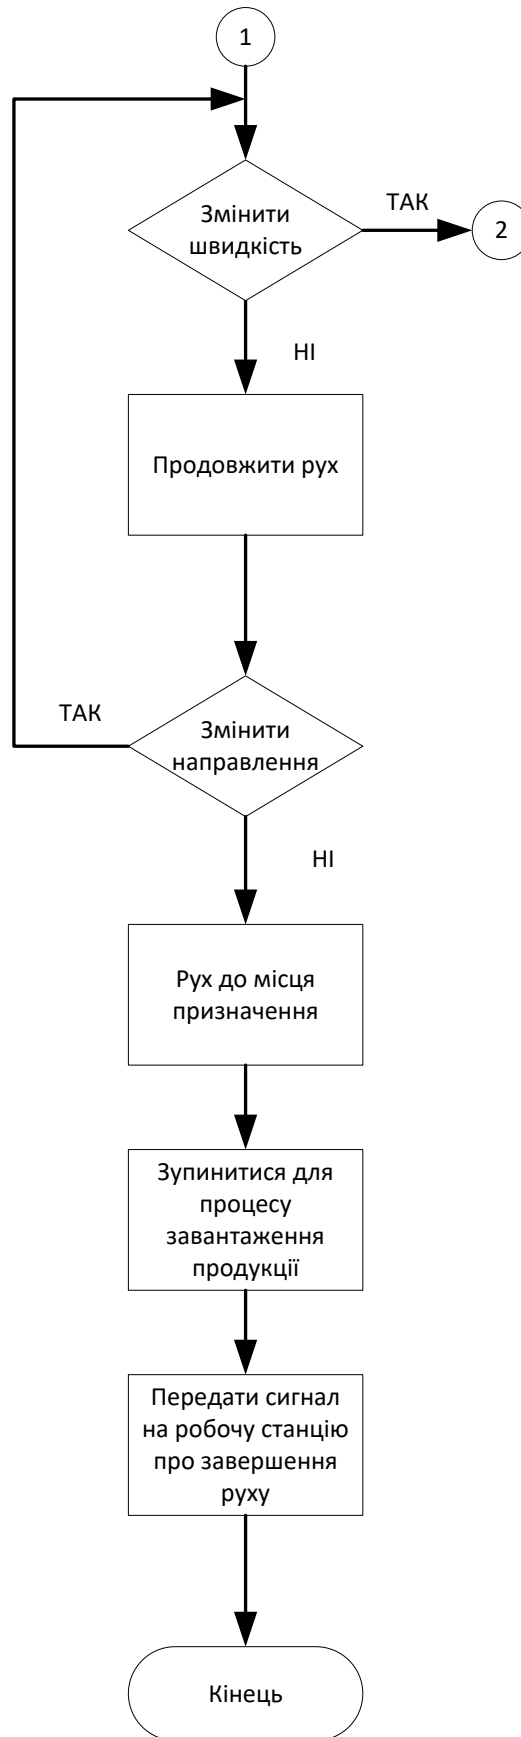 1
Змінити
швидкість
ТАК
2
НІ
Продовжити рух
ТАК
Змінити
направлення
НІ
Рух до місця
призначення
Зупинитися для
процесу
завантаження
продукції
Передати сигнал
на робочу станцію
про завершення
руху
Кінець